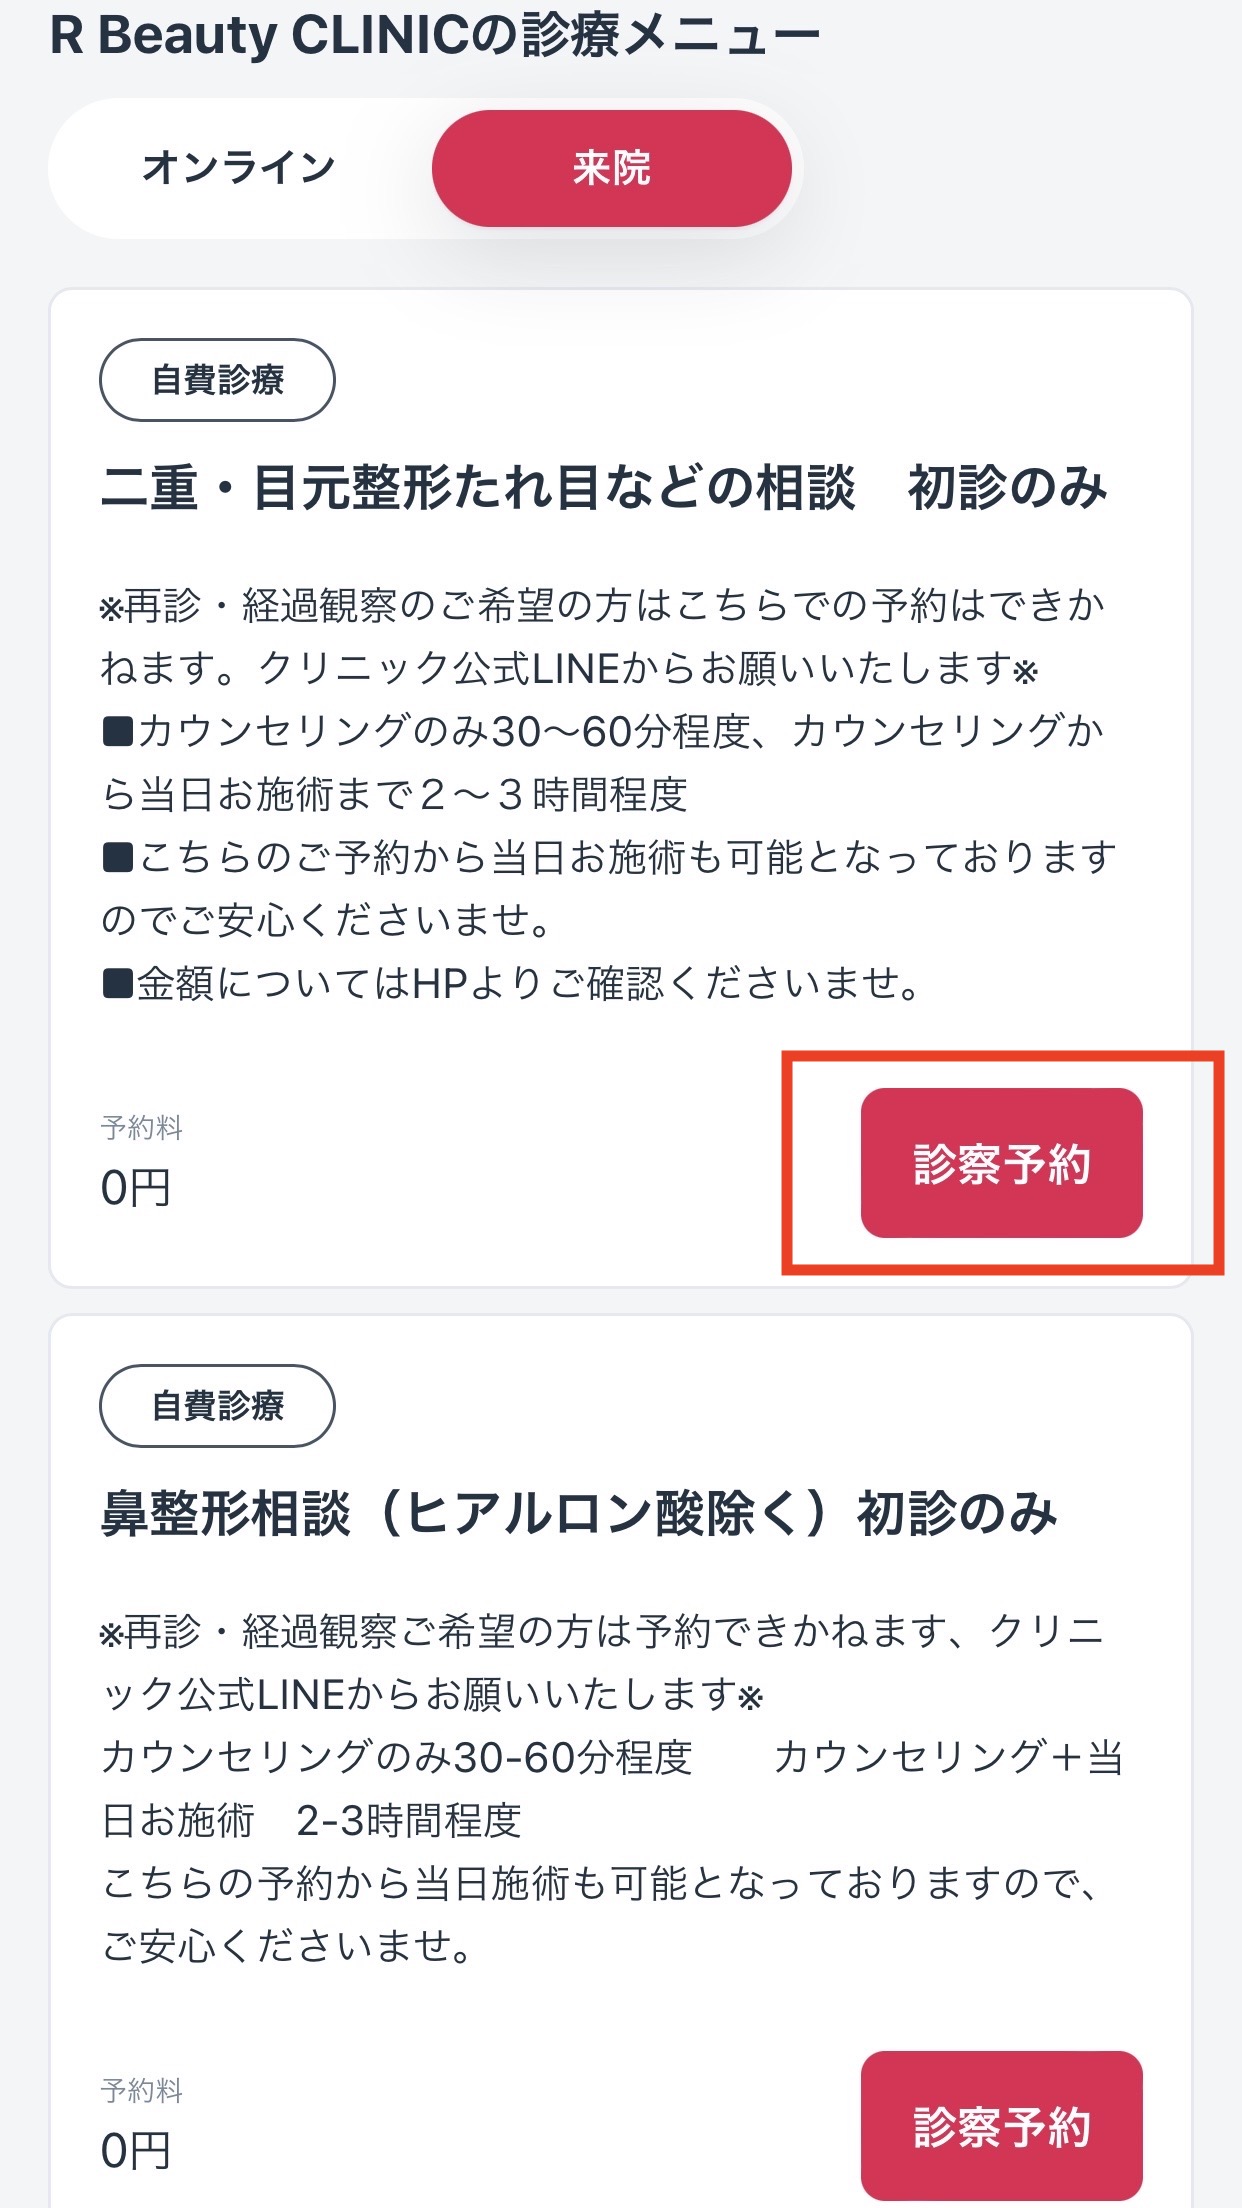 R Beauty CLINICの診療メニュー
オンライン
来院
自費診療
二重・目元整形たれ目などの相談　初診のみ
※再診・経過観察のご希望の方はこちらでの予約はできか
ねます。クリニック公式LINEからお願いいたします※
■カウンセリングのみ30〜60分程度、カウンセリングか
ら当日お施術まで２〜３時間程度
■こちらのご予約から当日お施術も可能となっております
のでご安心くださいませ。
■金額についてはHPよりご確認くださいませ。
予約料
0円
診察予約
自費診療
鼻整形相談（ヒアルロン酸除く）初診のみ
※再診・経過観察ご希望の方は予約できかねます、クリニ
ック公式LINEからお願いいたします※
カウンセリングのみ30-60分程度　　カウンセリング＋当
日お施術　2-3時間程度
こちらの予約から当日施術も可能となっておりますので、
ご安心くださいませ。
予約料
0円
診察予約